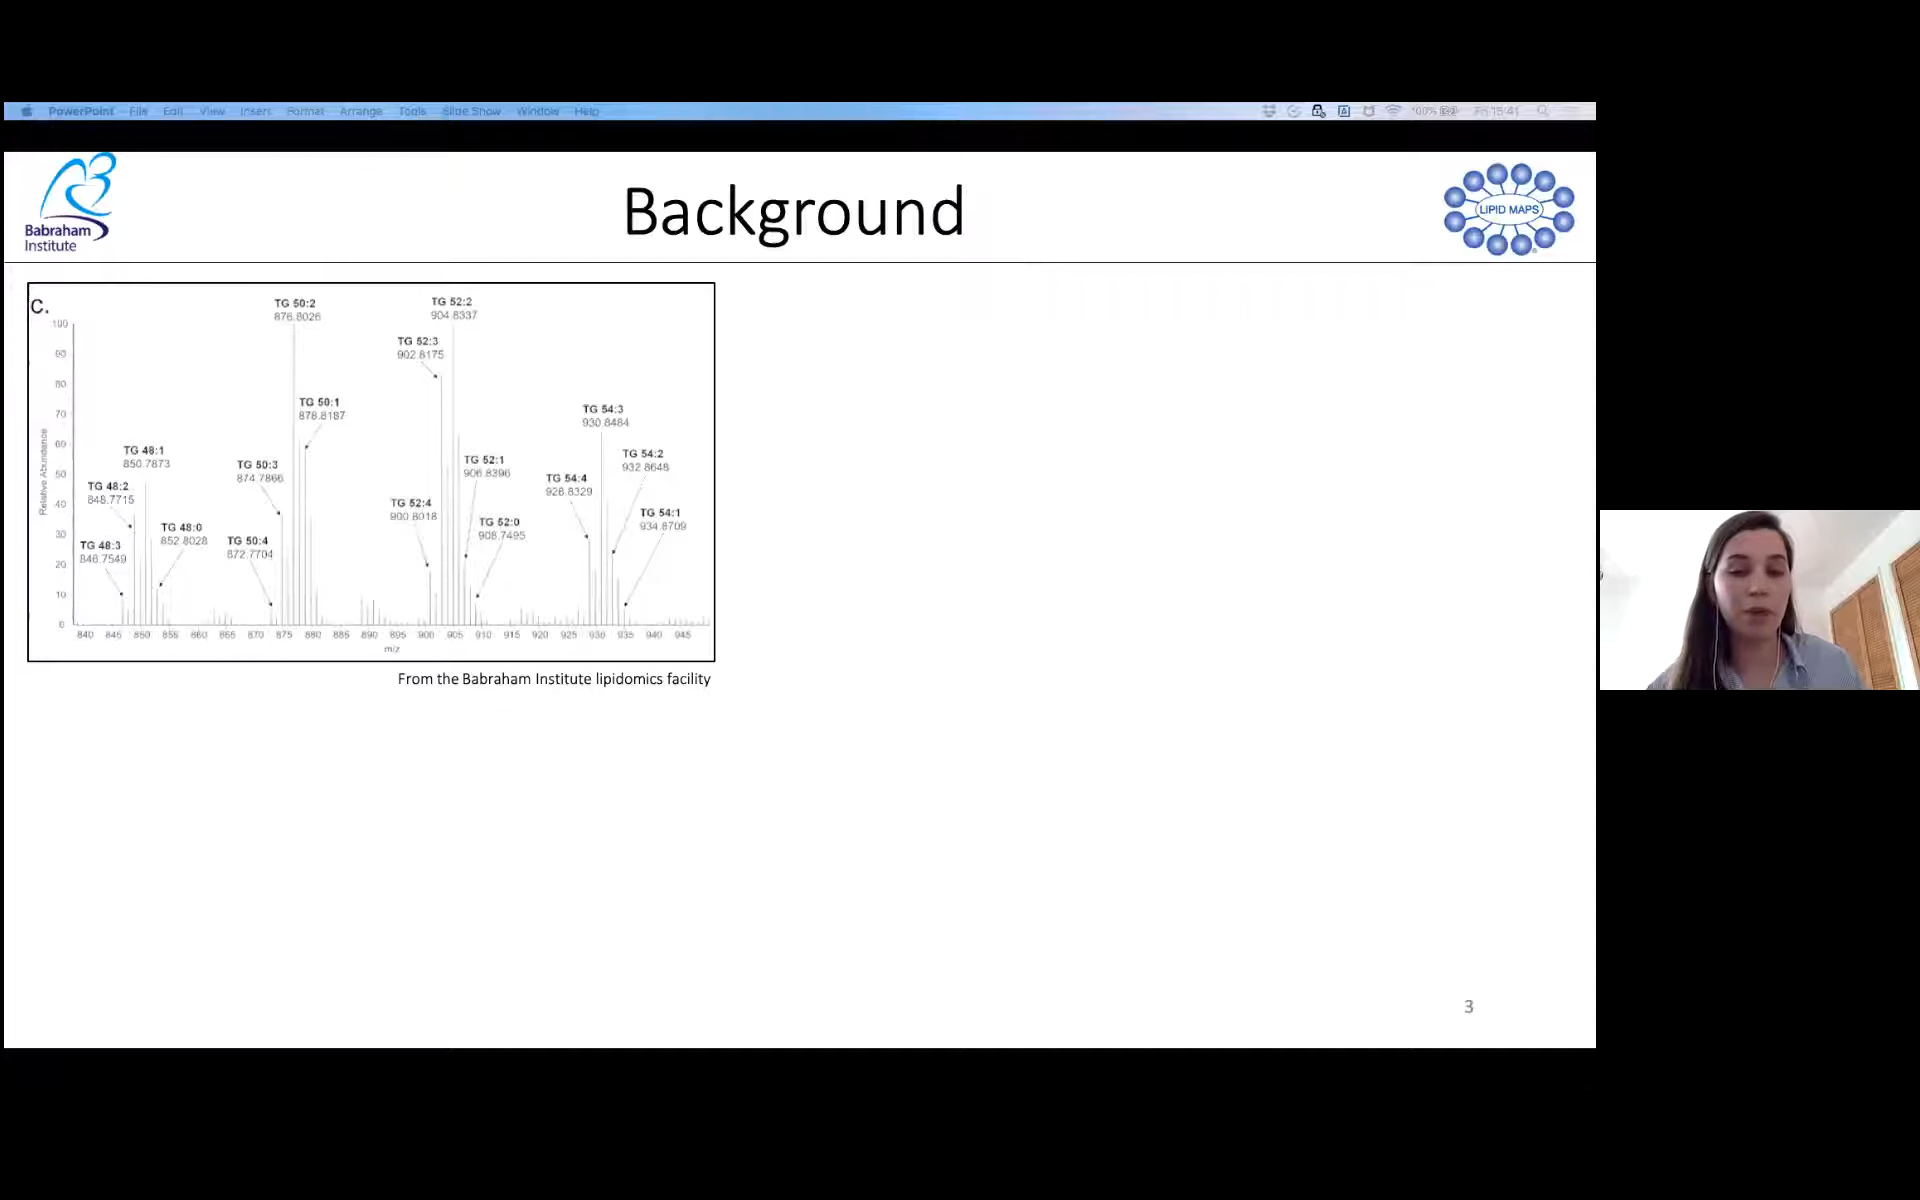 PowerPoint File Edit View Insert Format Arrange Tools Slide Show Window Help 100% Fri 15:41
Babraham
Institute
Background
LIPID MAPS
C.
TG 50:2
876.8026
TG 52:2
904.8337
TG 52:3
902.8175
TG 50:1
878.8187
TG 54:3
930.8484
TG 48:1
850.7873
TG 50:3
874.7866
TG 52:1
906.8396
TG 54:2
932.8648
TG 48:2
848.7715
TG 54:4
928.8329
TG 52:4
900.8018
TG 48:0
852.8028
TG 52:0
908.7495
TG 54:1
934.8709
TG 48:3
846.7549
TG 50:4
872.7704
Relative Abundance
100
90
80
70
60
50
40
30
20
10
0
840 845 850 855 860 865 870 875 880 885 890 895 900 905 910 915 920 925 930 935 940 945
m/z
From the Babraham Institute lipidomics facility
3